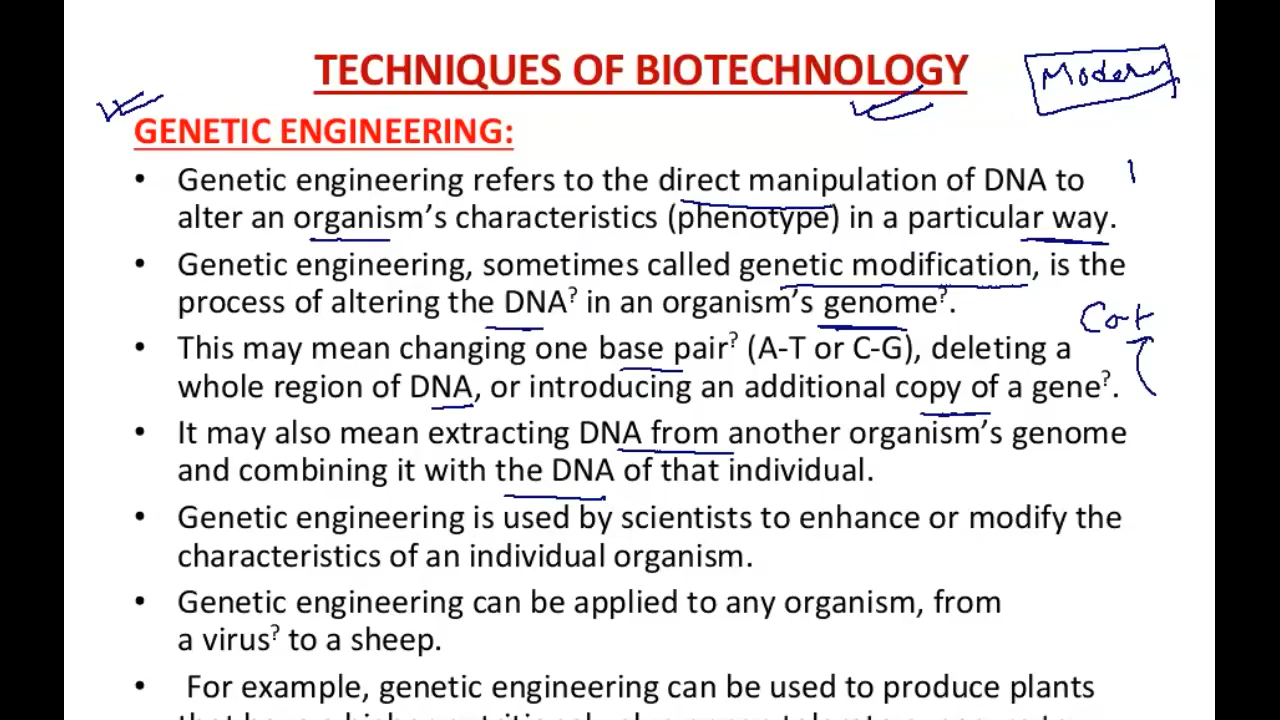 TECHNIQUES OF BIOTECHNOLOGY
Modern
GENETIC ENGINEERING:
• Genetic engineering refers to the direct manipulation of DNA to
alter an organism’s characteristics (phenotype) in a particular way.
• Genetic engineering, sometimes called genetic modification, is the
process of altering the DNA? in an organism’s genome?.
• This may mean changing one base pair? (A-T or C-G), deleting a
whole region of DNA, or introducing an additional copy of a gene?.
• It may also mean extracting DNA from another organism’s genome
and combining it with the DNA of that individual.
• Genetic engineering is used by scientists to enhance or modify the
characteristics of an individual organism.
• Genetic engineering can be applied to any organism, from
a virus? to a sheep.
• For example, genetic engineering can be used to produce plants